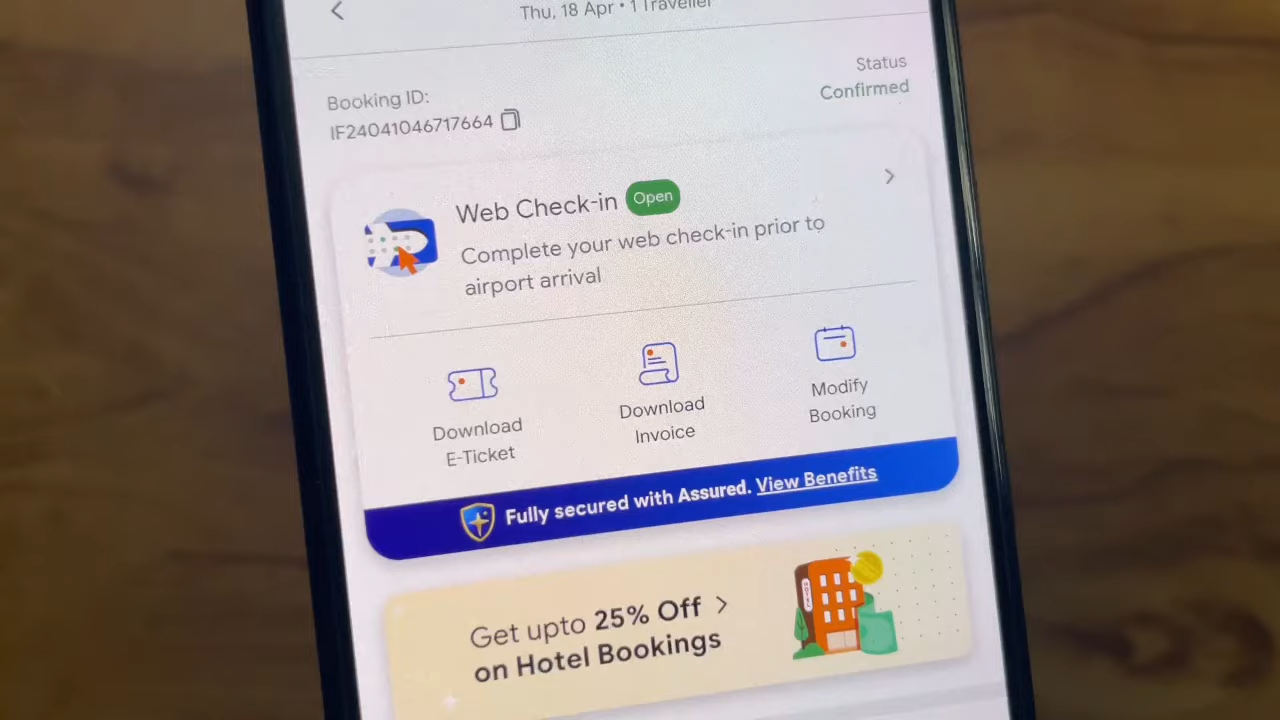 Thu, 18 Apr • 1 Traveller
Booking ID:
IF24041046717664
Status
Confirmed
Web Check-in Open
Complete your web check-in prior to
airport arrival
Download
E-Ticket
Download
Invoice
Modify
Booking
Fully secured with Assured. View Benefits
Get upto 25% Off >
on Hotel Bookings
HOTEL